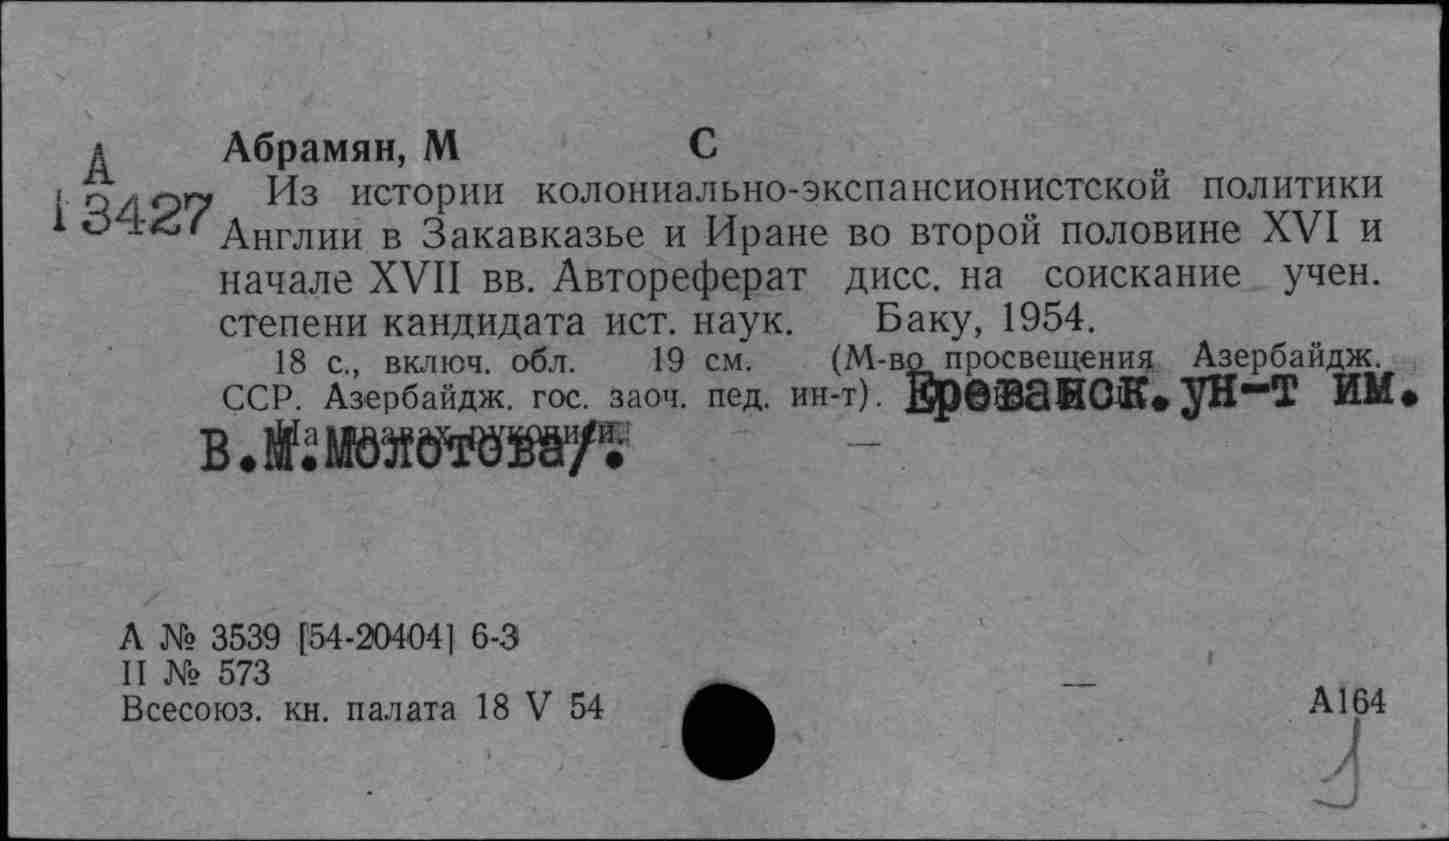 А
13427
Абрамян, М С
Из истории колониально-экспансионистской политики
Англии в Закавказье и Иране во второй половине XVI и
начале XVII вв. Автореферат дисс. на соискание учен.
степени кандидата ист. наук. Баку, 1954.
18 с., включ. обл. 19 см. (М-во просвещения Азербайдж.
ССР. Азербайдж. гос. заоч. пед. ин-т). Ереванск. ун-т им.
В.М.Молотова/.
А № 3539 [54-20404] 6-3
II № 573
Всесоюз. кн. палата 18 V 54
А164